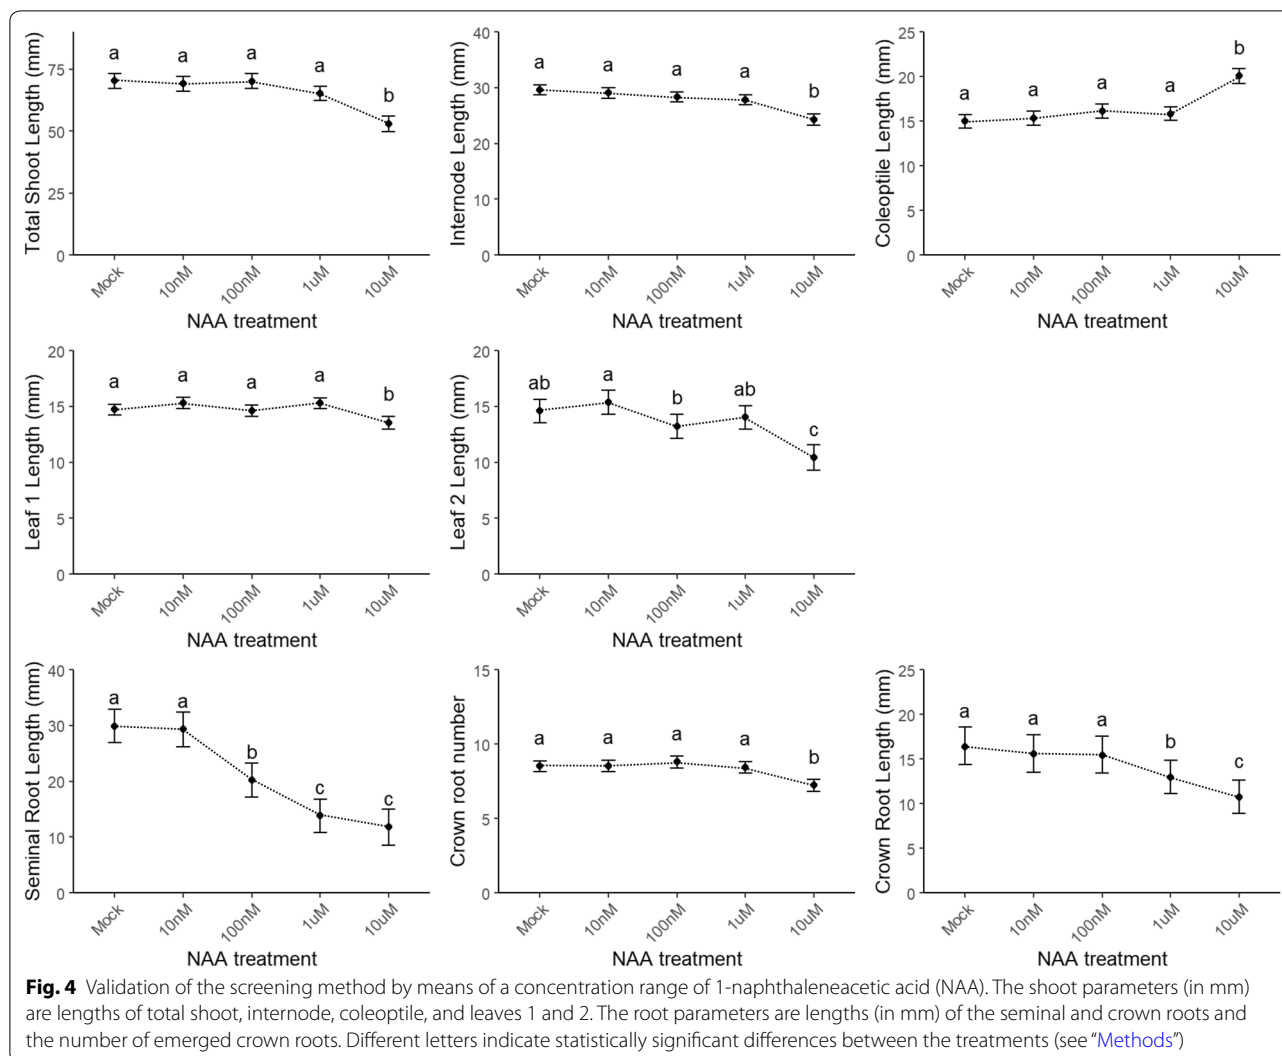 Total Shoot Length (mm)
75
50
25
0
a
a
a
a
b
Mock
10nM
100nM
1uM
10uM
NAA treatment
Internode Length (mm)
40
30
20
10
0
a
a
a
a
b
Mock
10nM
100nM
1uM
10uM
NAA treatment
Coleoptile Length (mm)
25
20
15
10
5
0
a
a
a
a
b
Mock
10nM
100nM
1uM
10uM
NAA treatment
Leaf 1 Length (mm)
20
15
10
5
0
a
a
a
a
b
Mock
10nM
100nM
1uM
10uM
NAA treatment
Leaf 2 Length (mm)
20
15
10
5
0
ab
a
b
ab
c
Mock
10nM
100nM
1uM
10uM
NAA treatment
Seminal Root Length (mm)
40
30
20
10
0
a
a
b
c
c
Mock
10nM
100nM
1uM
10uM
NAA treatment
Crown root number
15
10
5
0
a
a
a
a
b
Mock
10nM
100nM
1uM
10uM
NAA treatment
Crown Root Length (mm)
25
20
15
10
5
0
a
a
a
b
c
Mock
10nM
100nM
1uM
10uM
NAA treatment
Fig. 4 Validation of the screening method by means of a concentration range of 1-naphthaleneacetic acid (NAA). The shoot parameters (in mm)
are lengths of total shoot, internode, coleoptile, and leaves 1 and 2. The root parameters are lengths (in mm) of the seminal and crown roots and
the number of emerged crown roots. Different letters indicate statistically significant differences between the treatments (see “Methods”)